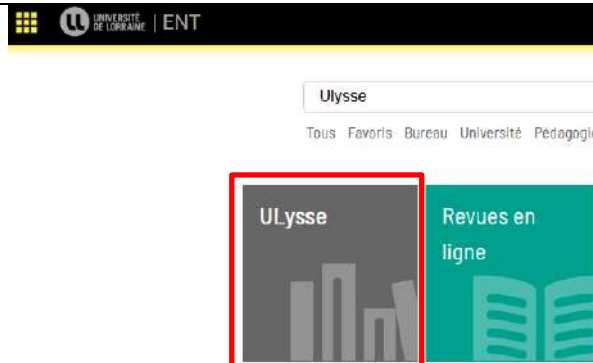 UNIVERSITÉ
DE LORRAINE | ENT
Ulysse
Tous Favoris Bureau Université Pédagogie
ULysse
Revues en
ligne